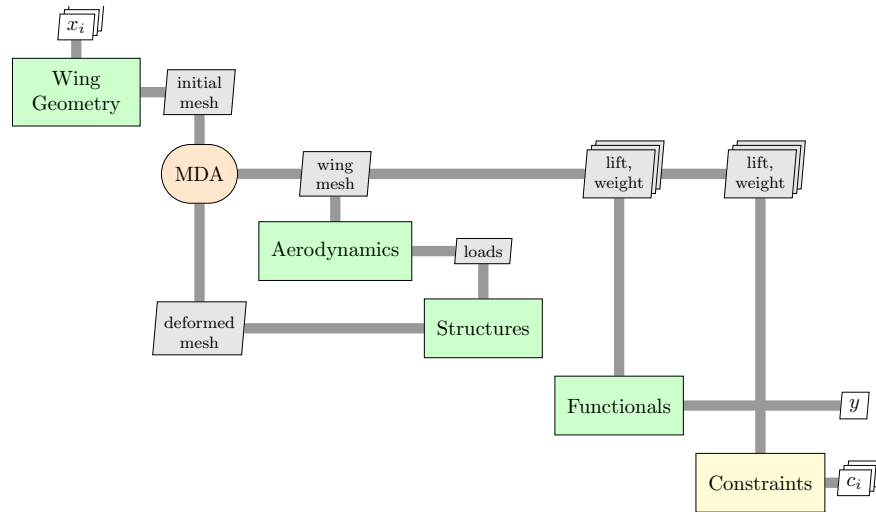 x_i
Wing
Geometry
initial
mesh
MDA
wing
mesh
lift,
weight
lift,
weight
Aerodynamics
loads
deformed
mesh
Structures
Functionals
y
Constraints
c_i